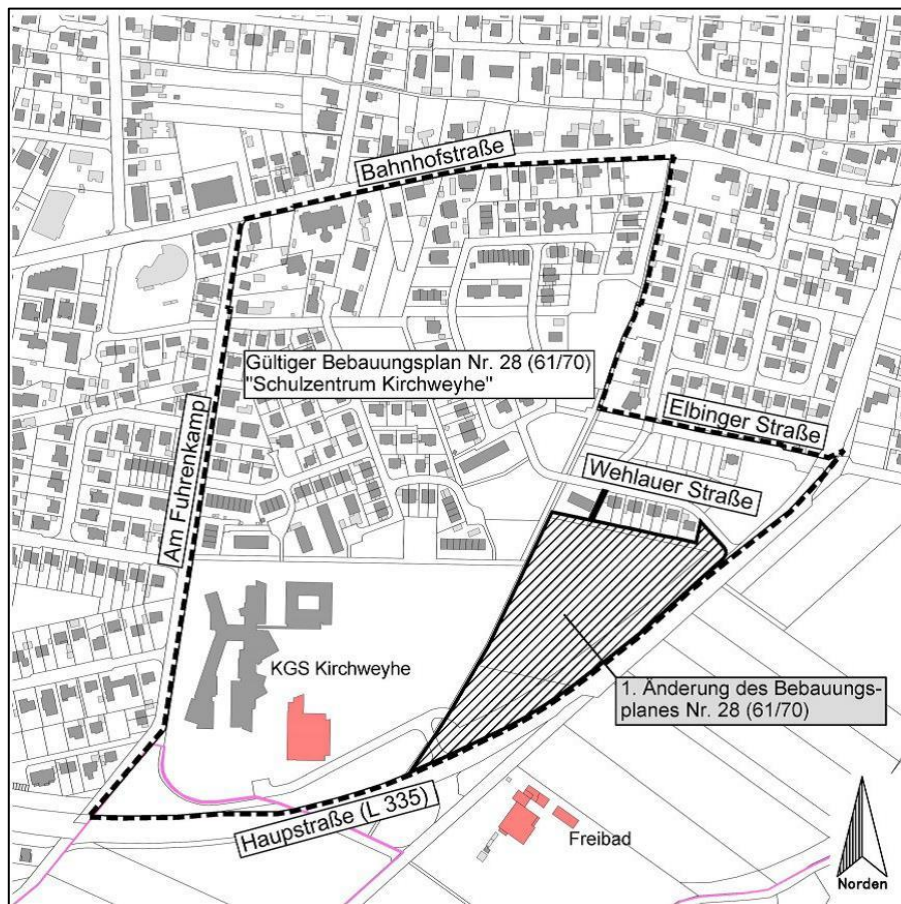 Bahnhofstraße
Gültiger Bebauungsplan Nr. 28 (61/70)
"Schulzentrum Kirchweyhe"
Am Fuhrenkamp
Elbinger Straße
Wehlauer Straße
KGS Kirchweyhe
1. Änderung des Bebauungs-
planes Nr. 28 (61/70)
Haupstraße (L 335)
Freibad
Norden